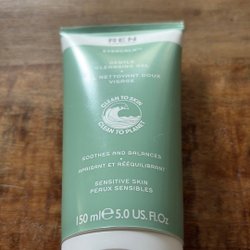 REN
EVERCALM™
GENTLE
CLEANSING GEL
GEL NETTOYANT DOUX
VISAGE
CLEAN TO SKIN
CLEAN TO PLANET
SOOTHES AND BALANCES
APAISANT ET RÉÉQUILIBRANT
SENSITIVE SKIN
PEAUX SENSIBLES
150 ml ℮ 5.0 US. FL.OZ